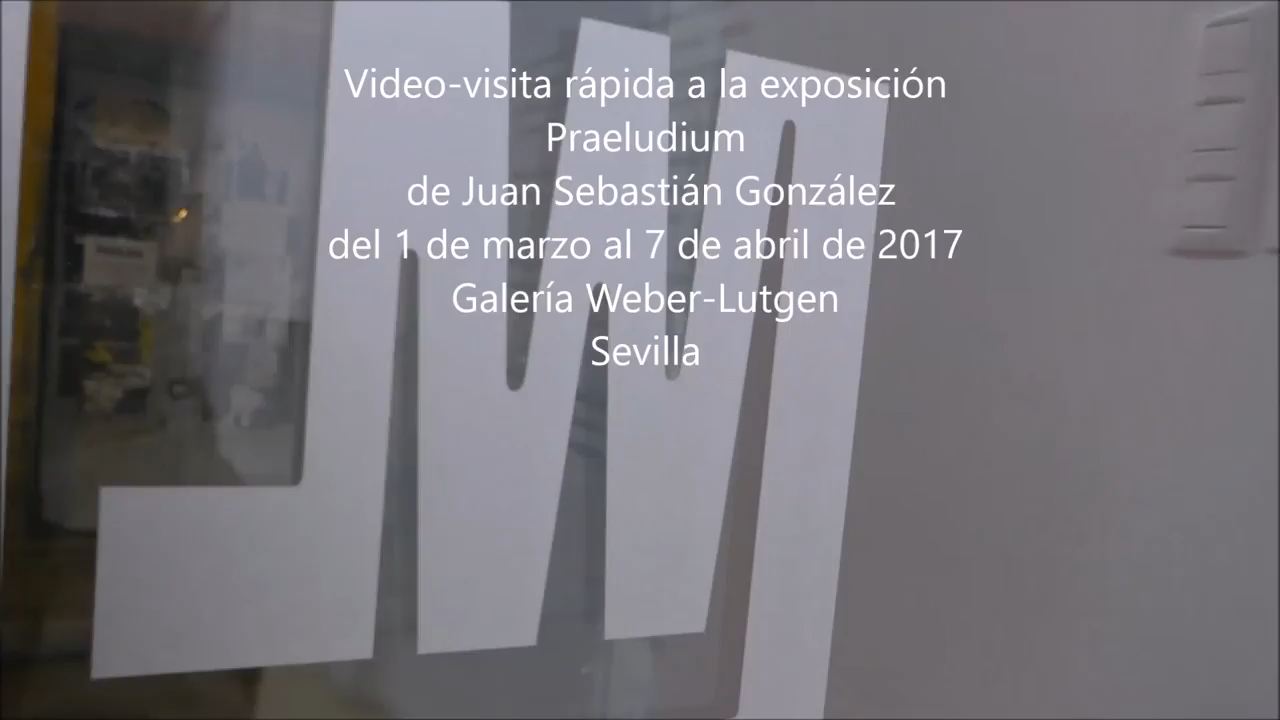 Video-visita rápida a la exposición
Praeludium
de Juan Sebastián González
del 1 de marzo al 7 de abril de 2017
Galería Weber-Lutgen
Sevilla